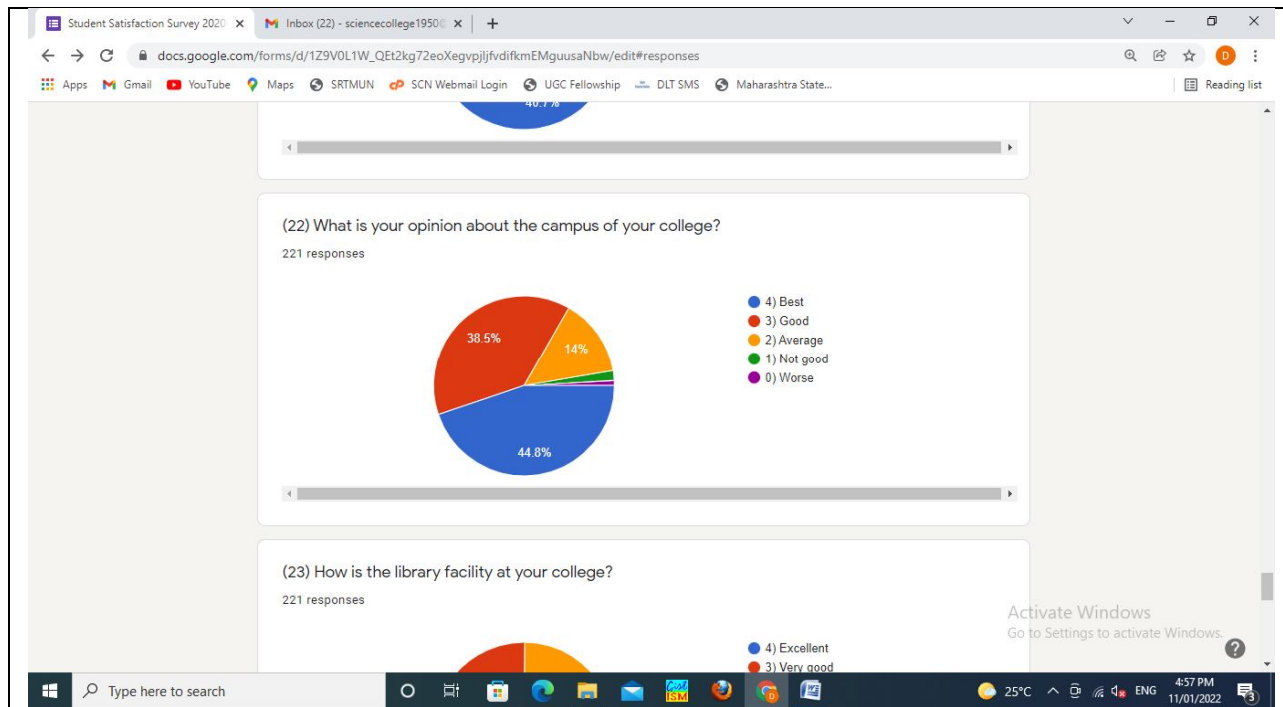 Student Satisfaction Survey 2020
Inbox (22) - sciencecollege1950@
docs.google.com/forms/d/1Z9V0L1W_QEt2kg72eoXegvpjljfvdifkmEMguusaNbw/edit#responses
D
Apps Gmail YouTube Maps SRTMUN SCN Webmail Login UGC Fellowship DLT SMS Maharashtra State... Reading list
40.7%
(22) What is your opinion about the campus of your college?
221 responses
38.5%
14%
44.8%
4) Best
3) Good
2) Average
1) Not good
0) Worse
(23) How is the library facility at your college?
221 responses
4) Excellent
3) Very good
Activate Windows
Go to Settings to activate Windows.
Type here to search
Girl
ISM
25°C
ENG
4:57 PM
11/01/2022
3